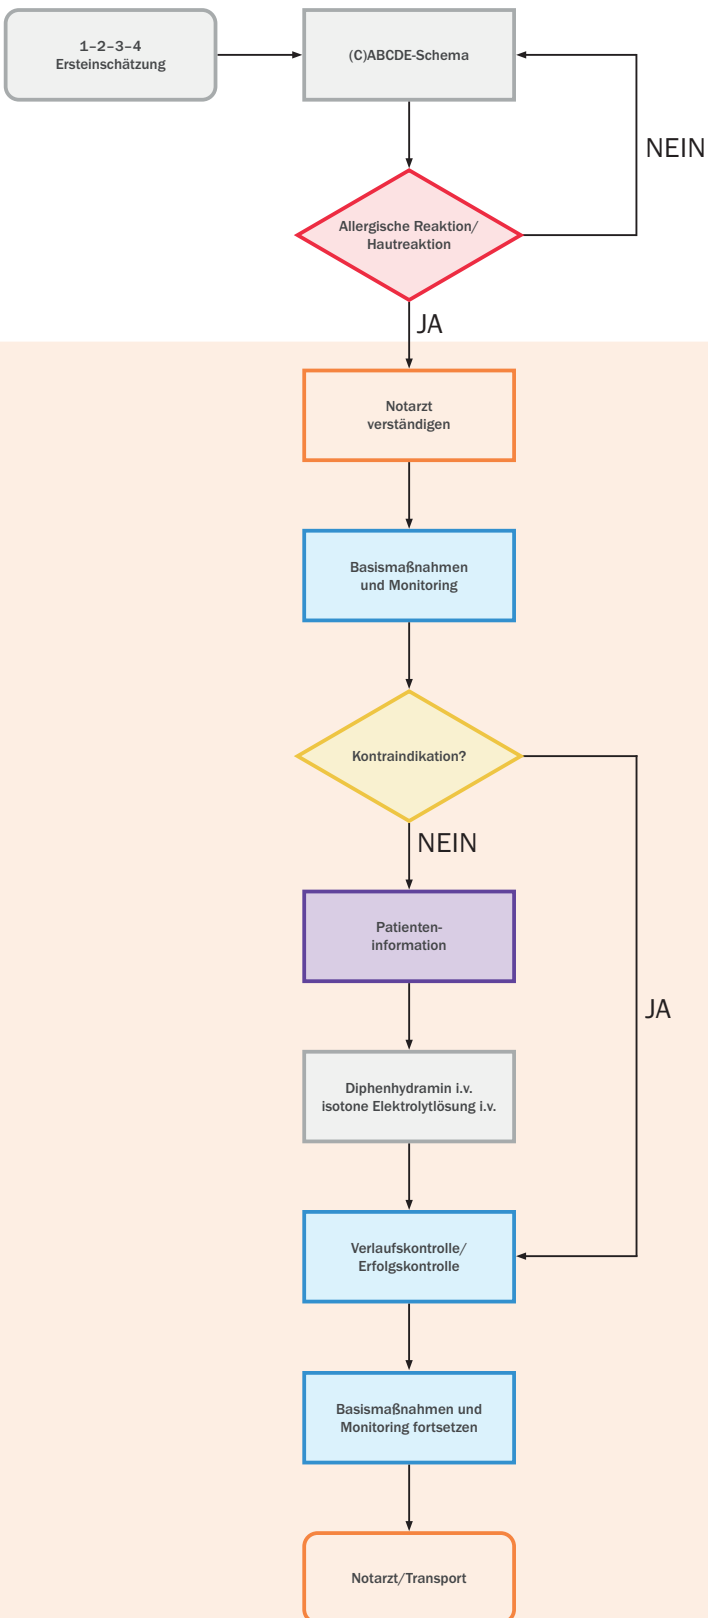 1–2–3–4
Ersteinschätzung
(C)ABCDE-Schema
NEIN
Allergische Reaktion/
Hautreaktion
JA
Notarzt
verständigen
Basismaßnahmen
und Monitoring
Kontraindikation?
NEIN
Patienten-
information
JA
Diphenhydramin i.v.
isotone Elektrolytlösung i.v.
Verlaufskontrolle/
Erfolgskontrolle
Basismaßnahmen und
Monitoring fortsetzen
Notarzt/Transport